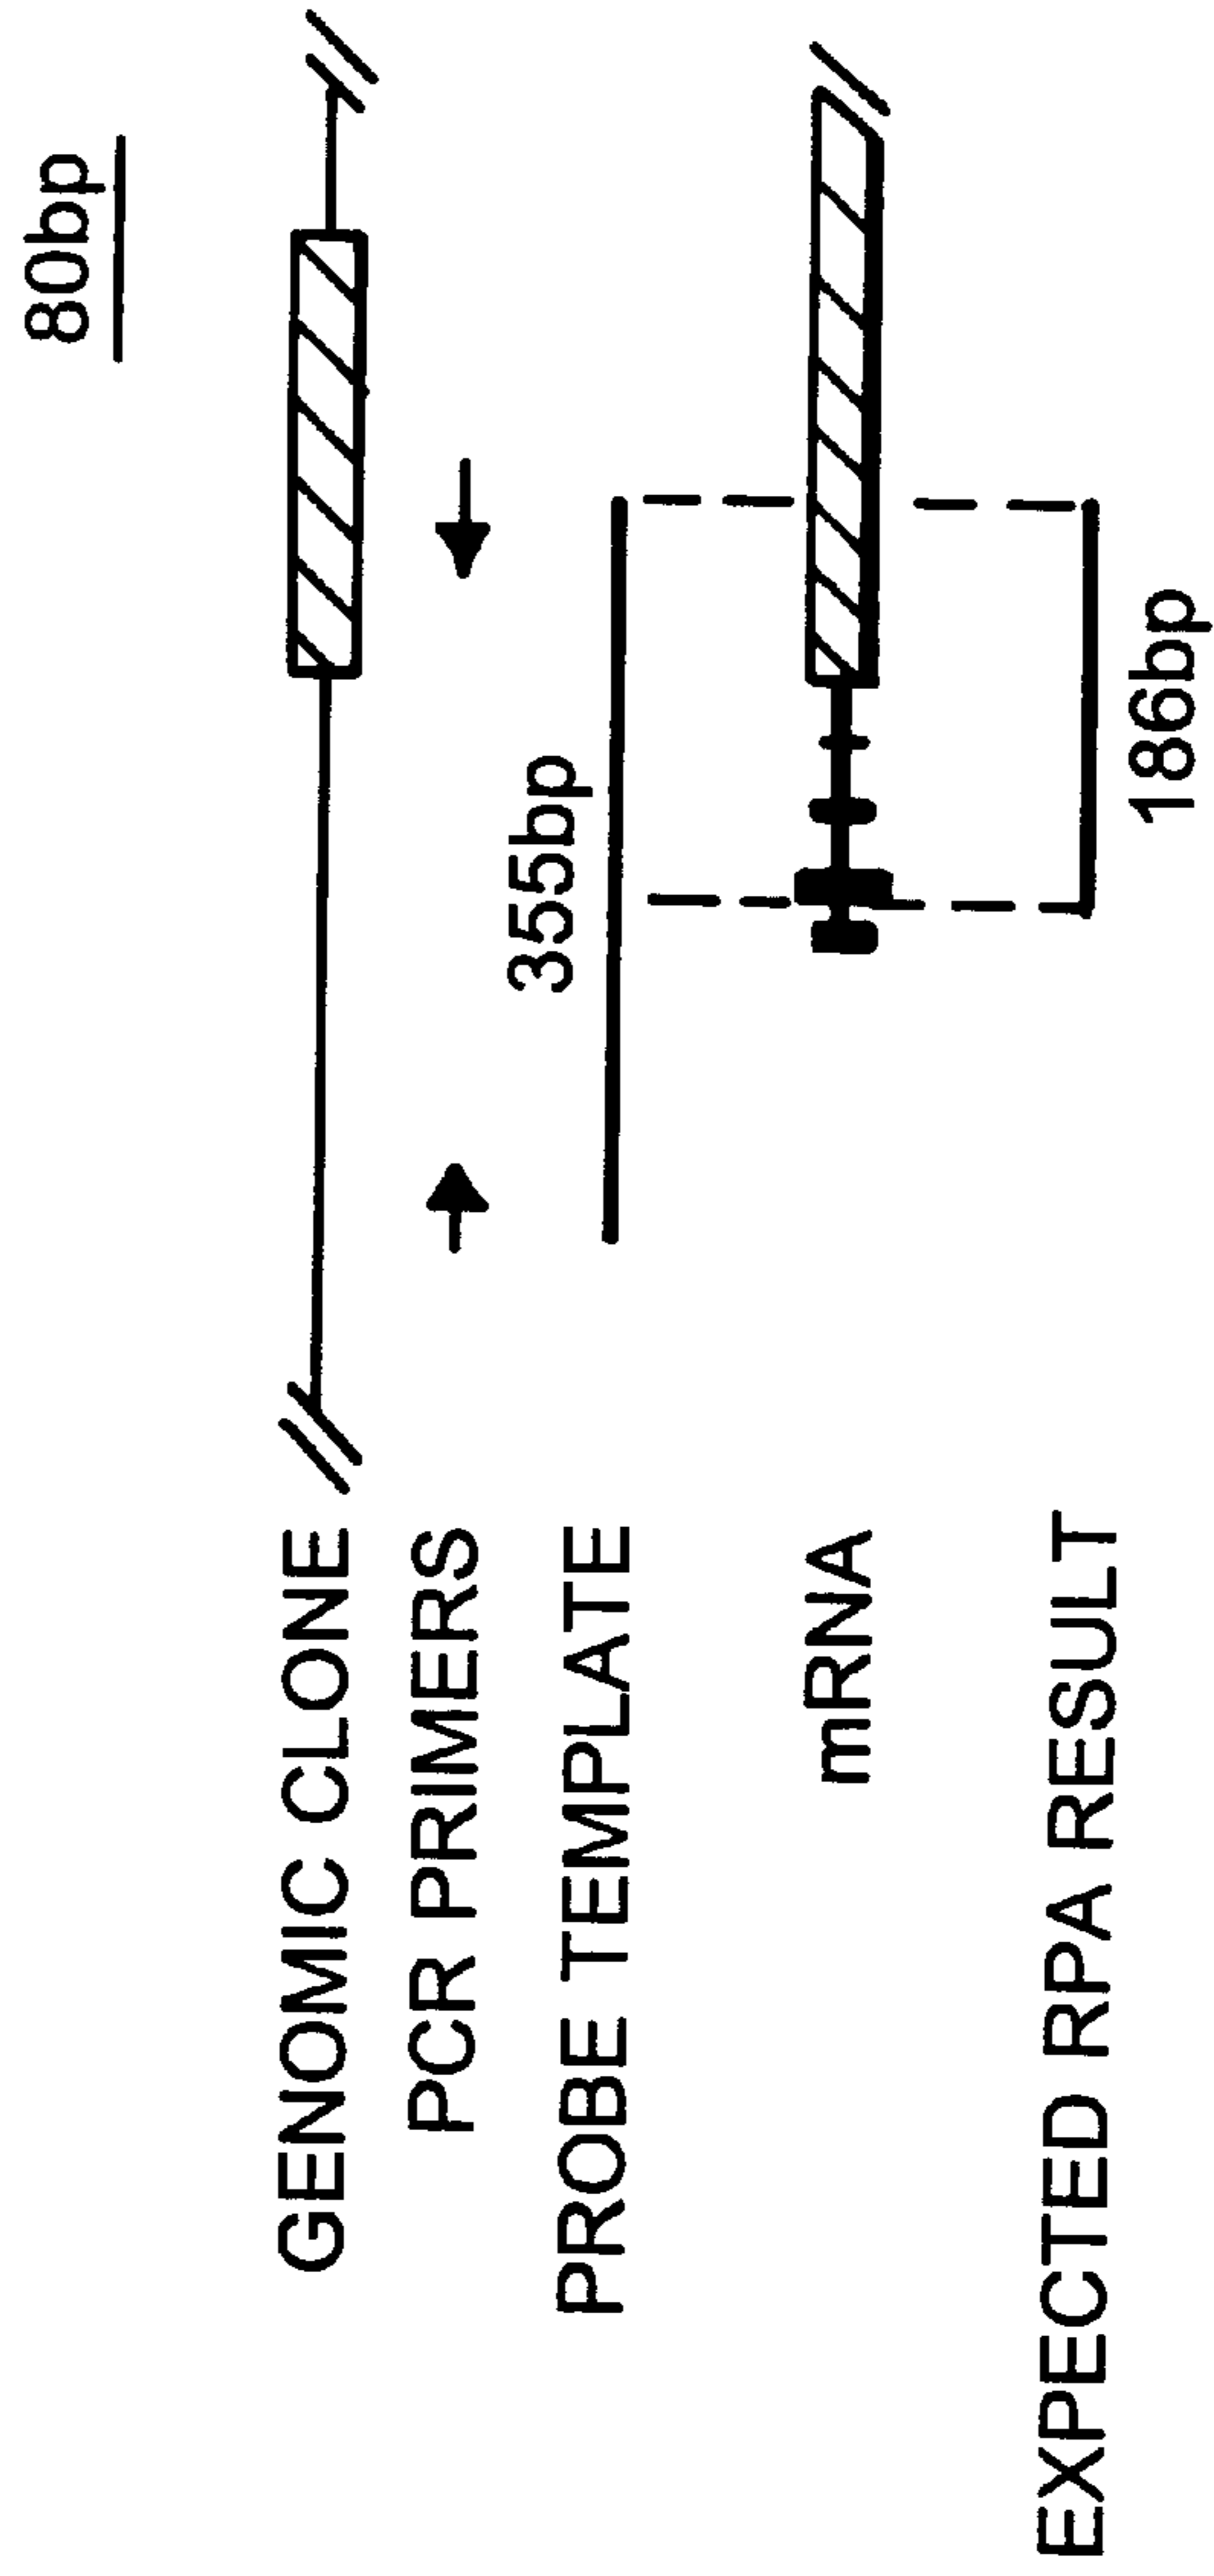 80bp
GENOMIC CLONE
PCR PRIMERS
355bp
PROBE TEMPLATE
mRNA
EXPECTED RPA RESULT
186bp